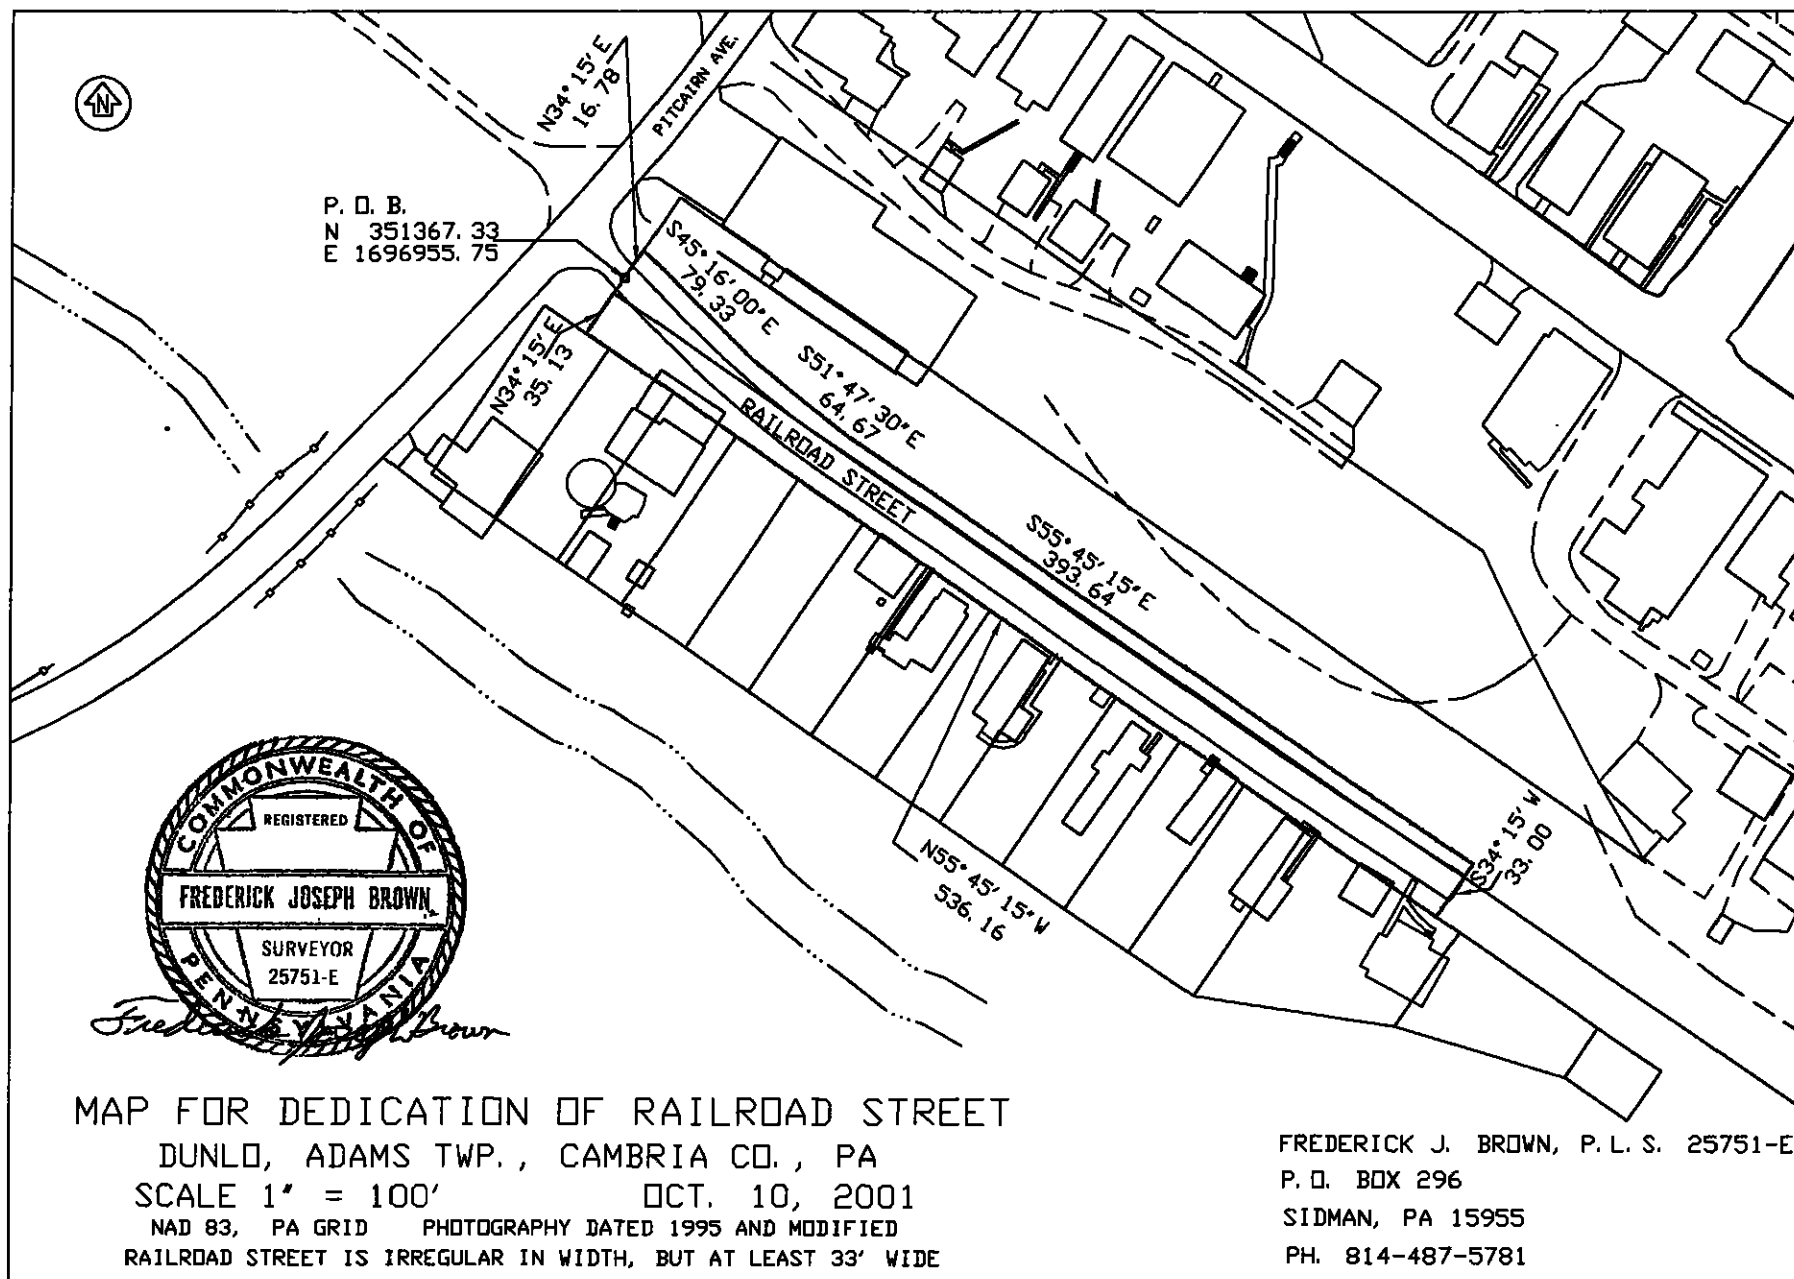 N
N34°15' E
16.78
PITCAIRN AVE.
P.O.B.
N 351367.33
E 1696955.75
S45°16'00"E
79.33
N34°15' E
35.13
S51°47'30"E
64.67
RAILROAD STREET
S55°45'15"E
393.64
N55°45'15"W
536.16
S34°15' W
33.00
COMMONWEALTH OF
REGISTERED
FREDERICK JOSEPH BROWN
SURVEYOR
25751-E
PENNSYLVANIA
Frederick Joseph Brown
MAP FOR DEDICATION OF RAILROAD STREET
DUNLO, ADAMS TWP., CAMBRIA CO., PA
SCALE 1" = 100' OCT. 10, 2001
NAD 83, PA GRID PHOTOGRAPHY DATED 1995 AND MODIFIED
RAILROAD STREET IS IRREGULAR IN WIDTH, BUT AT LEAST 33' WIDE
FREDERICK J. BROWN, P.L.S. 25751-E
P.O. BOX 296
SIDMAN, PA 15955
PH. 814-487-5781